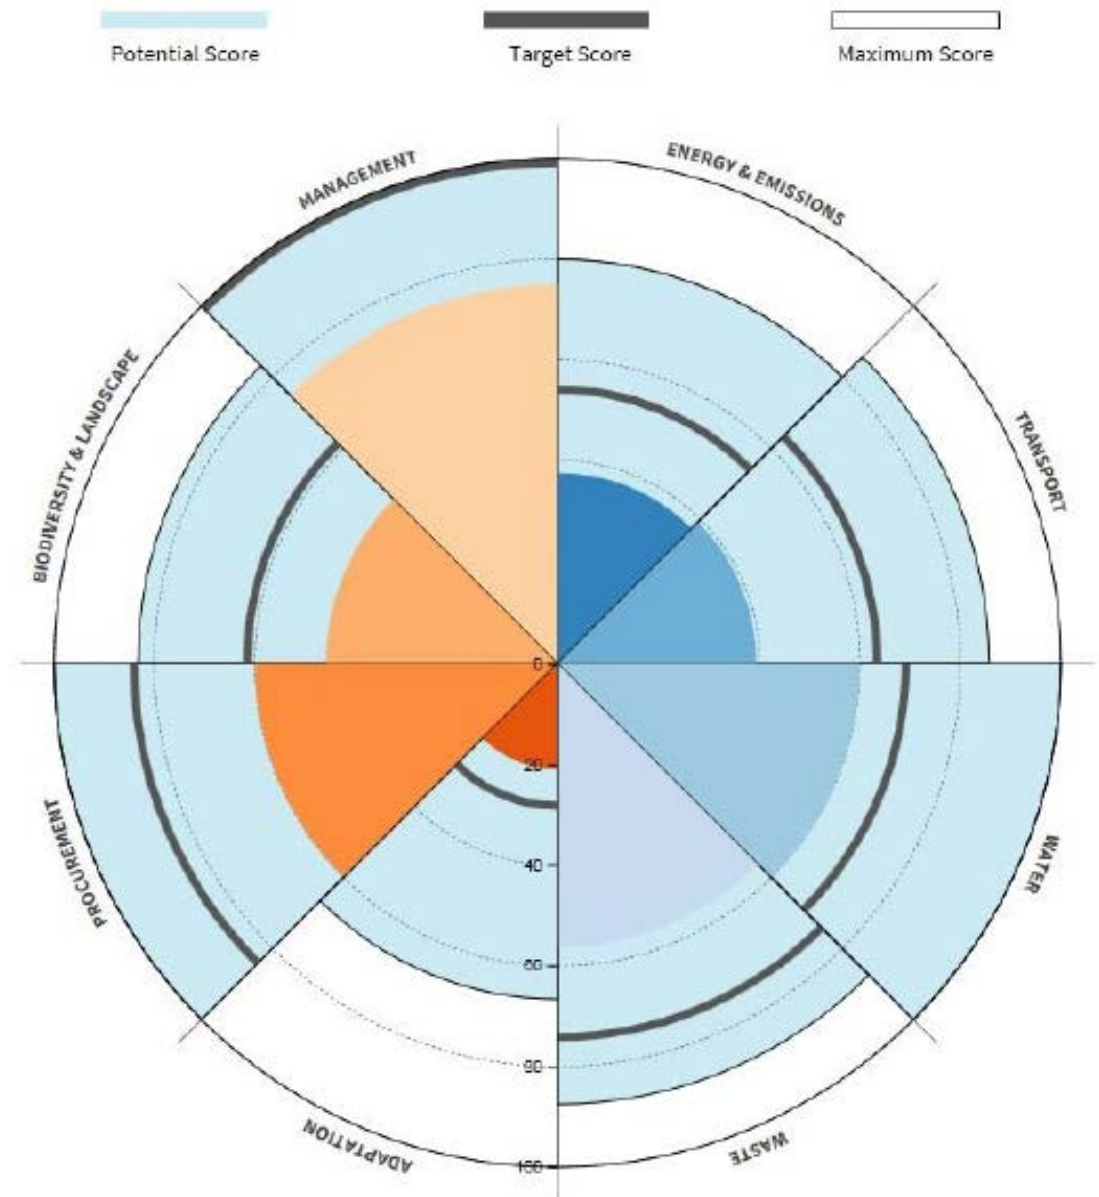 Potential Score
Target Score
Maximum Score
MANAGEMENT
ENERGY & EMISSIONS
BIODIVERSITY & LANDSCAPE
TRANSPORT
0
20
40
60
80
100
PROCUREMENT
WATER
ADAPTATION
WASTE